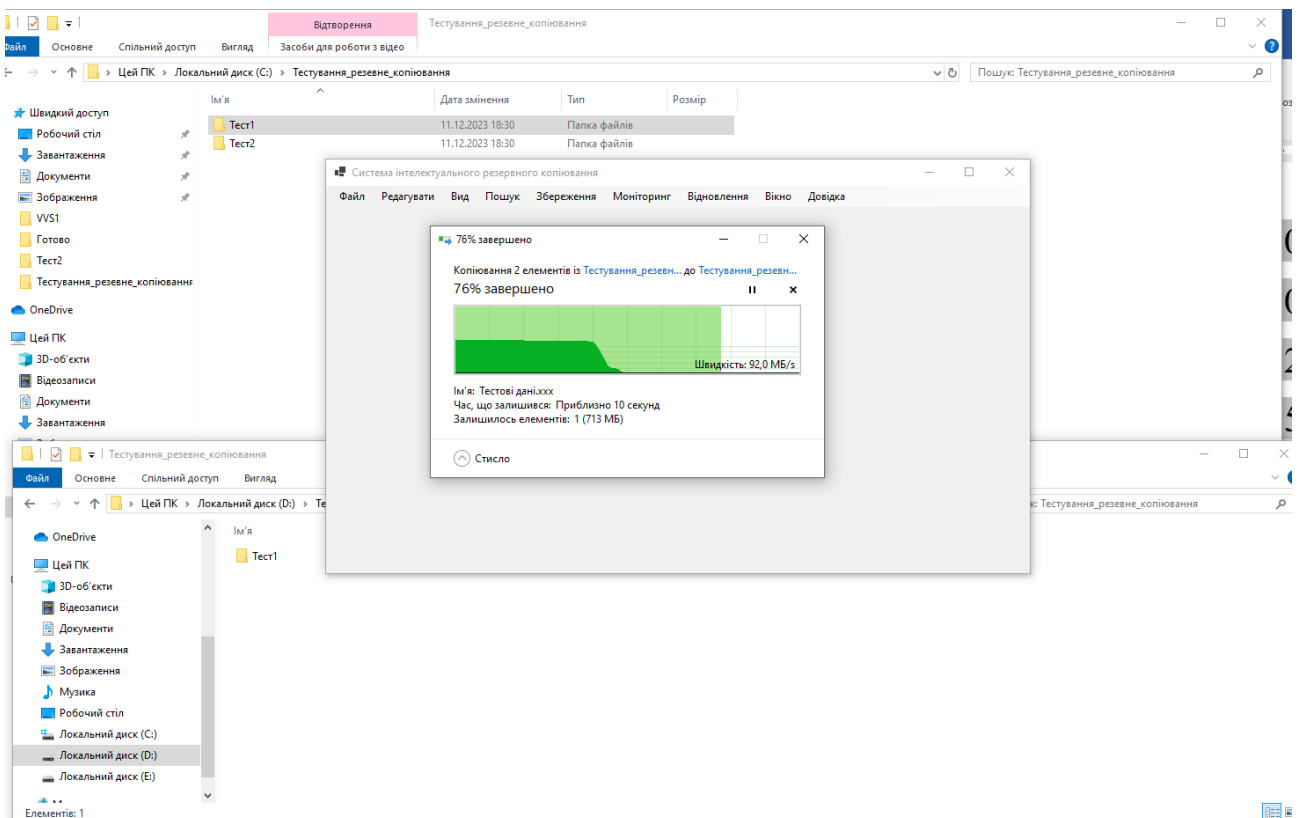 Відтворення Тестування_резевне_копіювання
Файл Основне Спільний доступ Вигляд Засоби для роботи з відео
Цей ПК › Локальний диск (C:) › Тестування_резевне_копіювання
Пошук: Тестування_резевне_копіювання
Ім'я Дата змінення Тип Розмір
Тест1 11.12.2023 18:30 Папка файлів
Тест2 11.12.2023 18:30 Папка файлів
Швидкий доступ
Робочий стіл
Завантаження
Документи
Зображення
VVS1
Готово
Тест2
Тестування_резевне_копіювання
OneDrive
Цей ПК
3D-об'єкти
Відеозаписи
Документи
Завантаження
Система інтелектуального резервного копіювання
Файл Редагувати Вид Пошук Збереження Моніторинг Відновлення Вікно Довідка
76% завершено
Копіювання 2 елементів із Тестування_резевн... до Тестування_резевн...
76% завершено
Швидкість: 92,0 МБ/s
Ім'я: Тестові дані.xxx
Час, що залишився: Приблизно 10 секунд
Залишилось елементів: 1 (713 МБ)
Стисло
Тестування_резевне_копіювання
Файл Основне Спільний доступ Вигляд
Цей ПК › Локальний диск (D:) › Те
к: Тестування_резевне_копіювання
Ім'я
Тест1
OneDrive
Цей ПК
3D-об'єкти
Відеозаписи
Документи
Завантаження
Зображення
Музика
Робочий стіл
Локальний диск (C:)
Локальний диск (D:)
Локальний диск (E:)
Елементів: 1